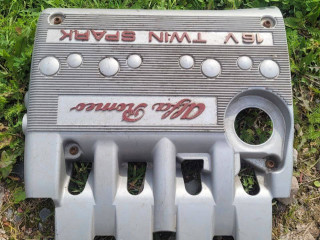 Alfa Romeo
16V TWIN SPARK